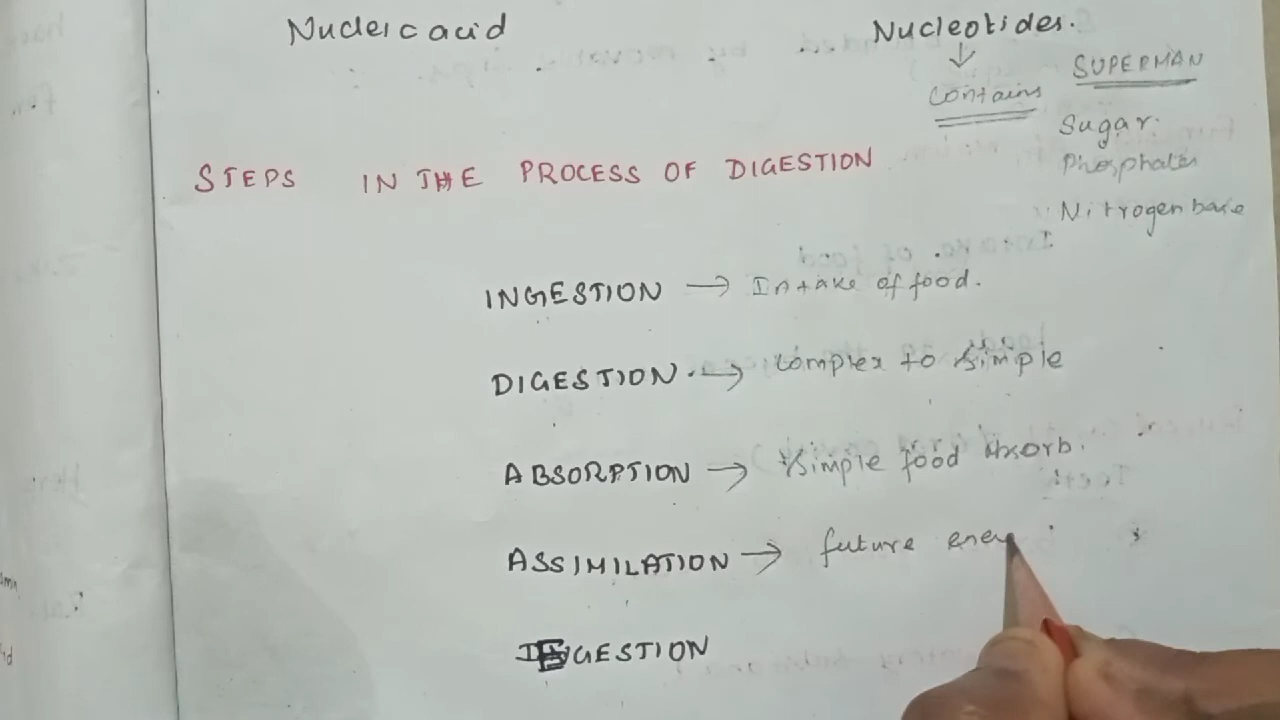 Nucleic acid Nucleotides.
Contains SUPERMAN
Sugar.
Phosphates
Nitrogen base
STEPS IN THE PROCESS OF DIGESTION
INGESTION → Intake of food.
DIGESTION → complex to simple
ABSORPTION → Simple food absorb.
ASSIMILATION → future ener
GESTION